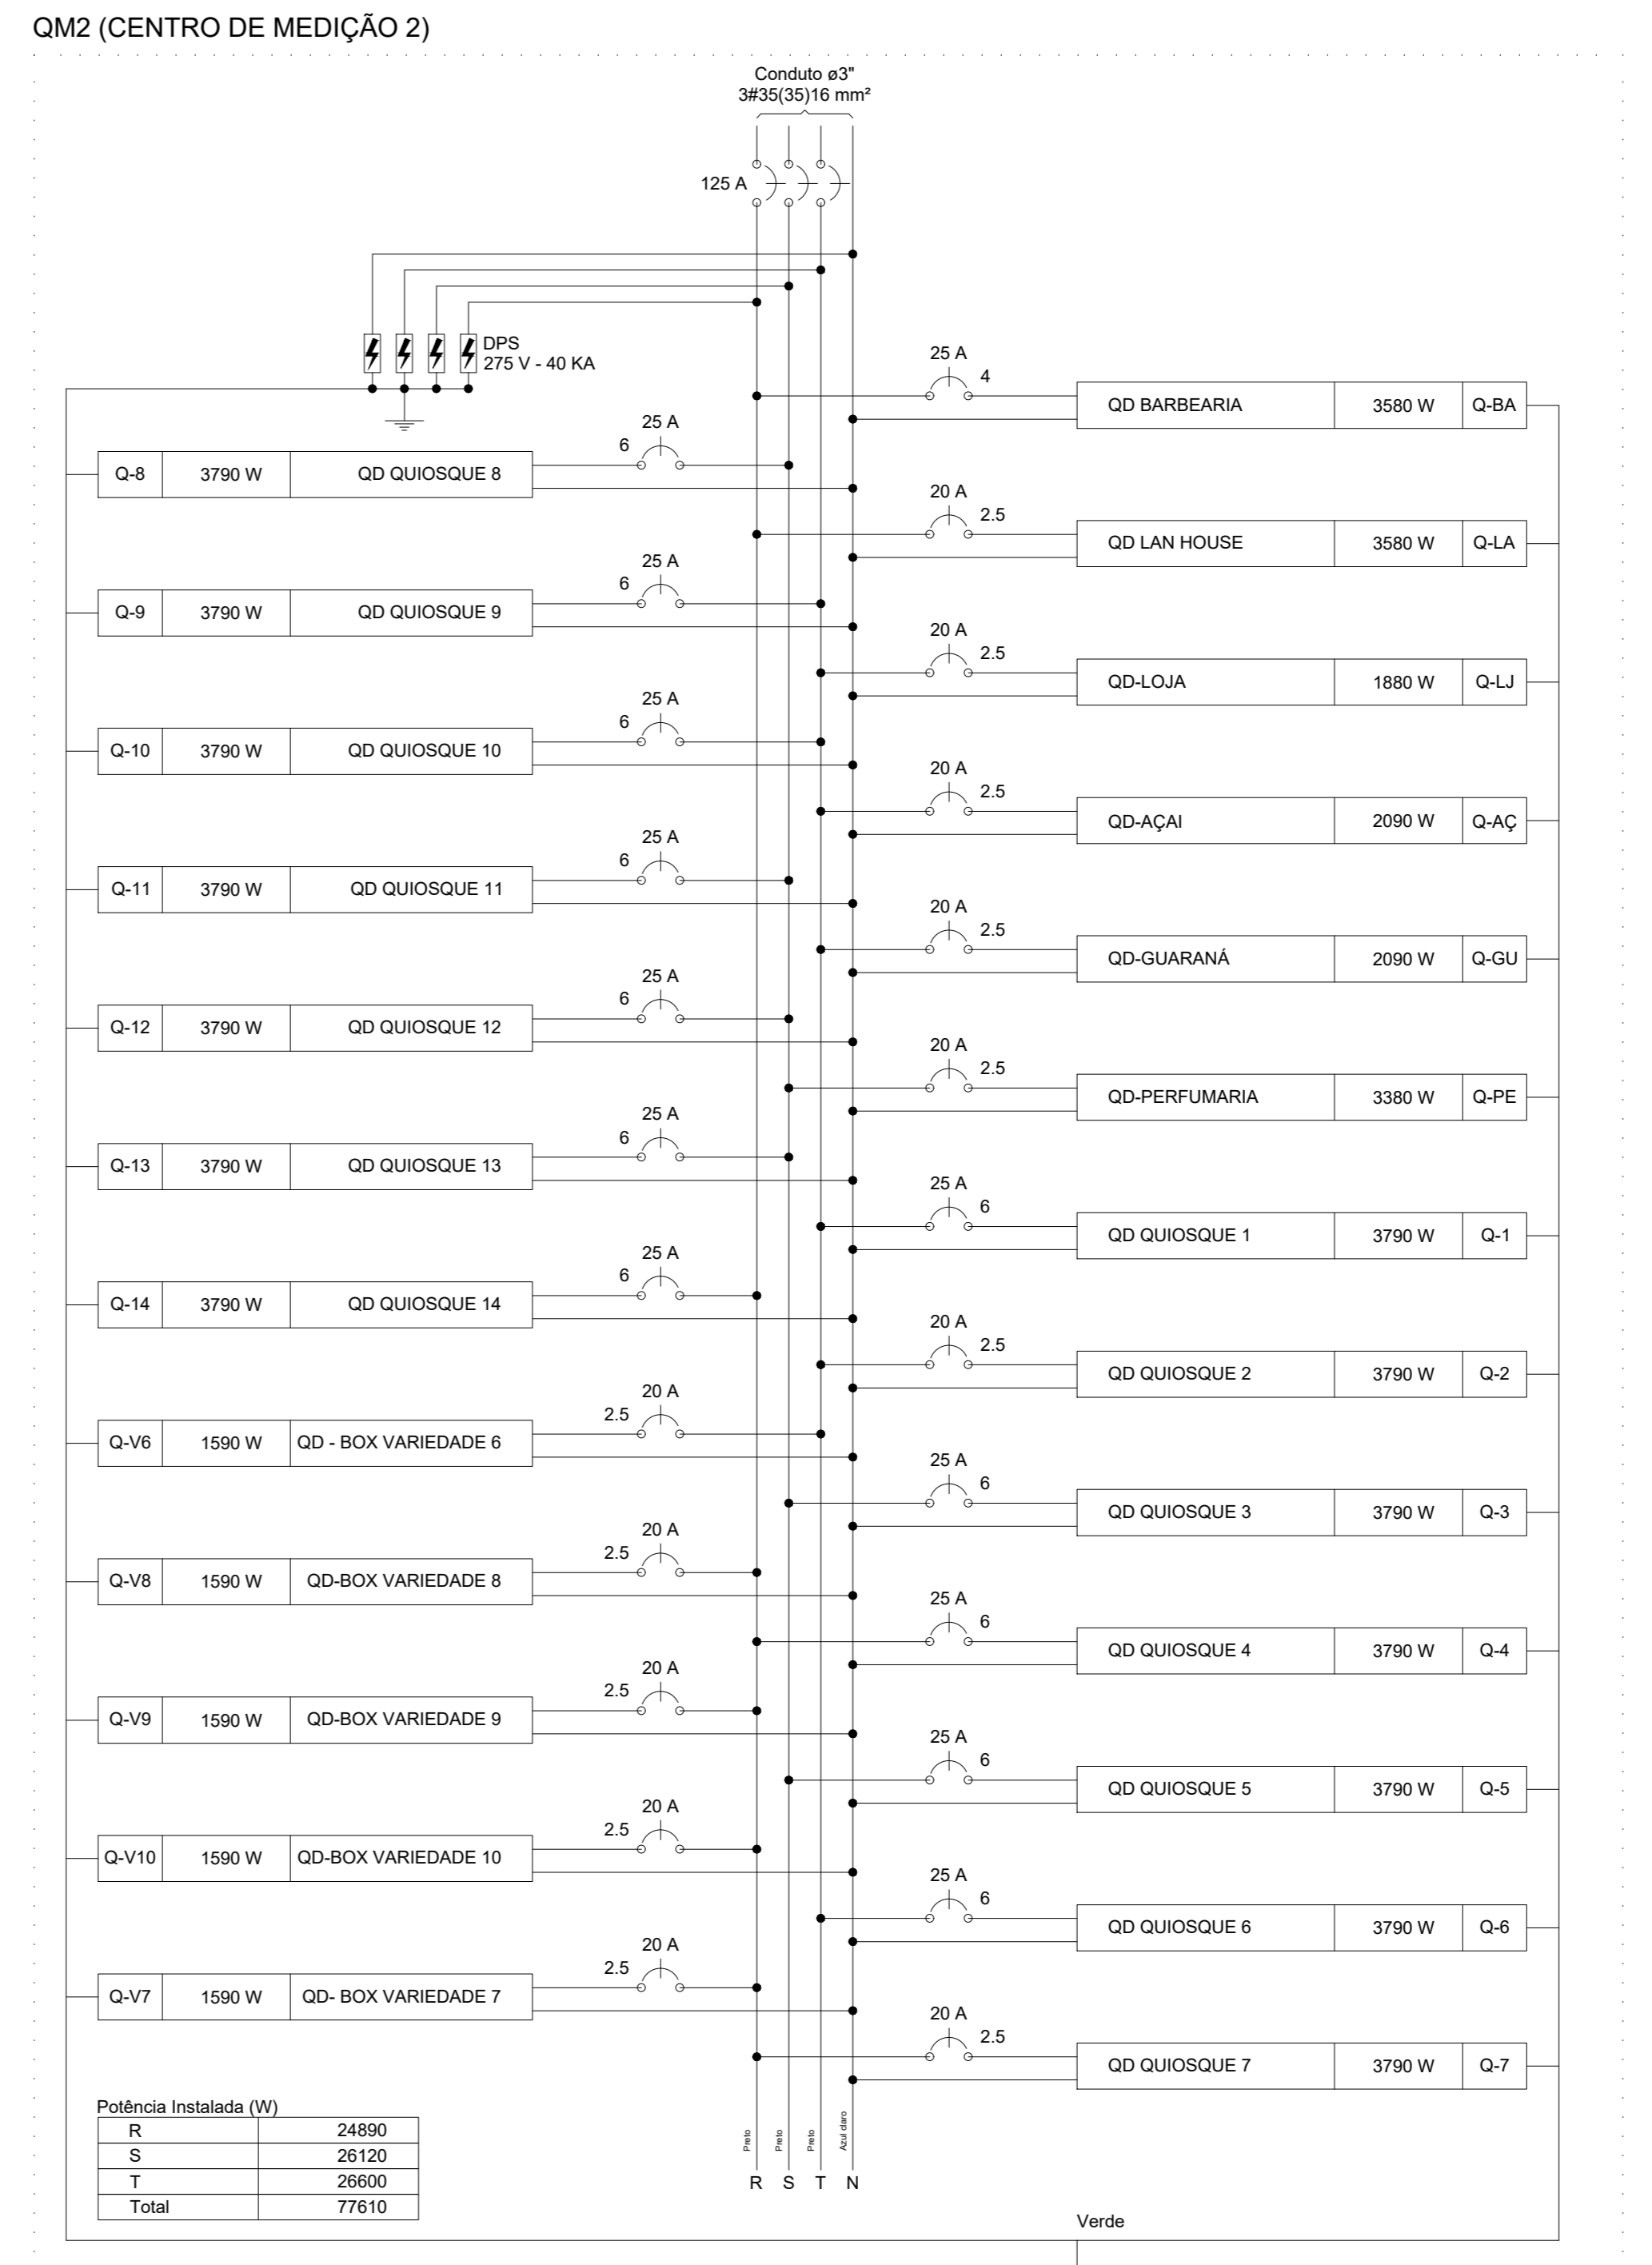 QM2 (CENTRO DE MEDIÇÃO 2)
Conduto ø3"
3#35(35)16 mm²
125 A
DPS
275 V - 40 KA
25 A
4
QD BARBEARIA 3580 W Q-BA
25 A
6
Q-8 3790 W QD QUIOSQUE 8
20 A
2.5
QD LAN HOUSE 3580 W Q-LA
25 A
6
Q-9 3790 W QD QUIOSQUE 9
20 A
2.5
QD-LOJA 1880 W Q-LJ
25 A
6
Q-10 3790 W QD QUIOSQUE 10
20 A
2.5
QD-AÇAI 2090 W Q-AÇ
25 A
6
Q-11 3790 W QD QUIOSQUE 11
20 A
2.5
QD-GUARANÁ 2090 W Q-GU
25 A
6
Q-12 3790 W QD QUIOSQUE 12
20 A
2.5
QD-PERFUMARIA 3380 W Q-PE
25 A
6
Q-13 3790 W QD QUIOSQUE 13
25 A
6
QD QUIOSQUE 1 3790 W Q-1
25 A
6
Q-14 3790 W QD QUIOSQUE 14
20 A
2.5
QD QUIOSQUE 2 3790 W Q-2
20 A
2.5
Q-V6 1590 W QD - BOX VARIEDADE 6
25 A
6
QD QUIOSQUE 3 3790 W Q-3
20 A
2.5
Q-V8 1590 W QD-BOX VARIEDADE 8
25 A
6
QD QUIOSQUE 4 3790 W Q-4
20 A
2.5
Q-V9 1590 W QD-BOX VARIEDADE 9
25 A
6
QD QUIOSQUE 5 3790 W Q-5
20 A
2.5
Q-V10 1590 W QD-BOX VARIEDADE 10
25 A
6
QD QUIOSQUE 6 3790 W Q-6
20 A
2.5
Q-V7 1590 W QD- BOX VARIEDADE 7
20 A
2.5
QD QUIOSQUE 7 3790 W Q-7
Potência Instalada (W)
R 24890
S 26120
T 26600
Total 77610
Preto
Preto
Preto
Azul claro
R S T N
Verde